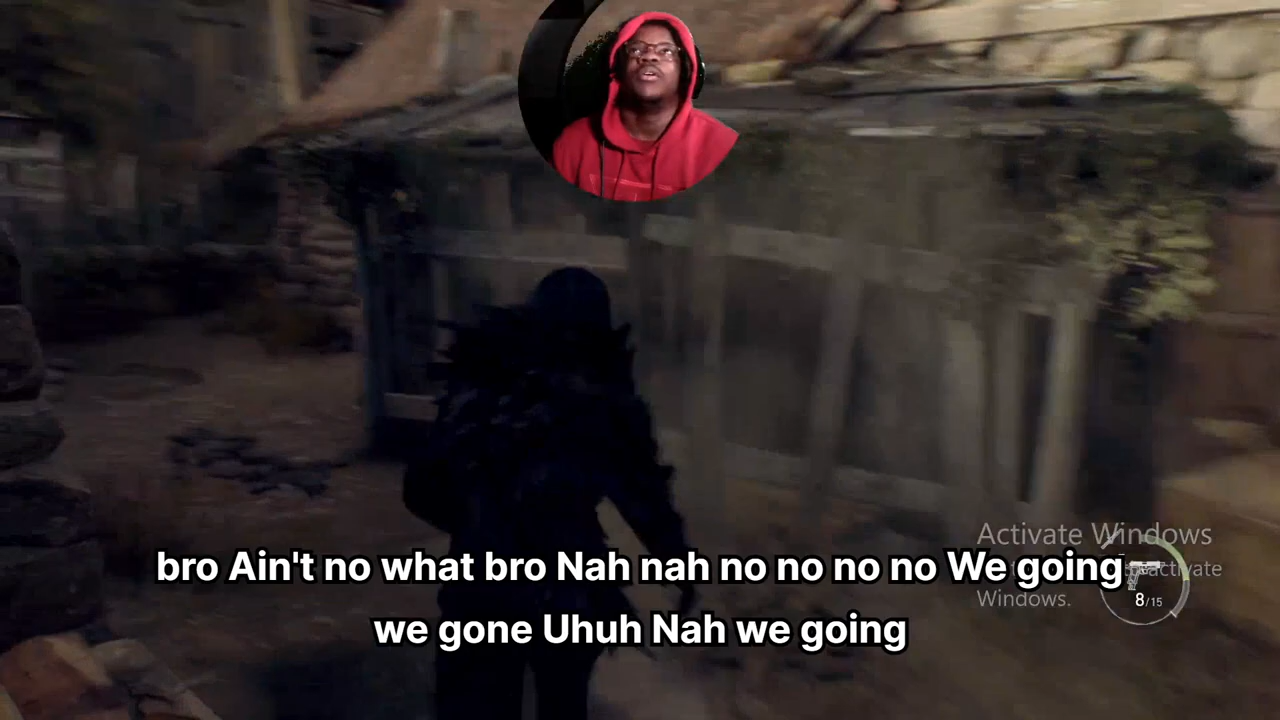 Activate Windows
bro Ain't no what bro Nah nah no no no no We going
activate
Windows.
8/15
we gone Uhuh Nah we going